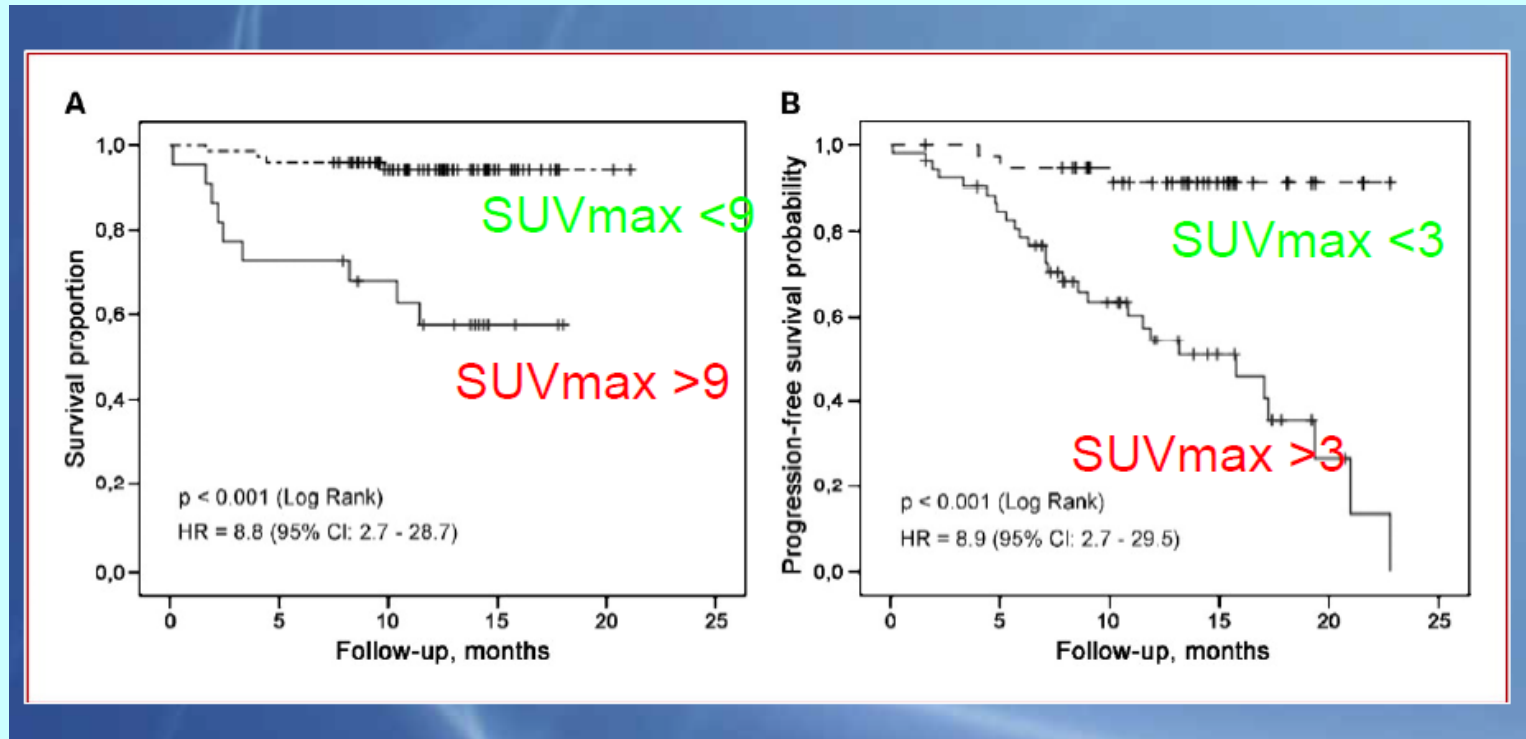 A
Survival proportion
1,0
0,8
0,6
0,4
0,2
0,0
SUVmax <9
SUVmax >9
p < 0.001 (Log Rank)
HR = 8.8 (95% CI: 2.7 - 28.7)
0 5 10 15 20 25
Follow-up, months
B
Progression-free survival probability
1,0
0,8
0,6
0,4
0,2
0,0
SUVmax <3
SUVmax >3
p < 0.001 (Log Rank)
HR = 8.9 (95% CI: 2.7 - 29.5)
0 5 10 15 20 25
Follow-up, months